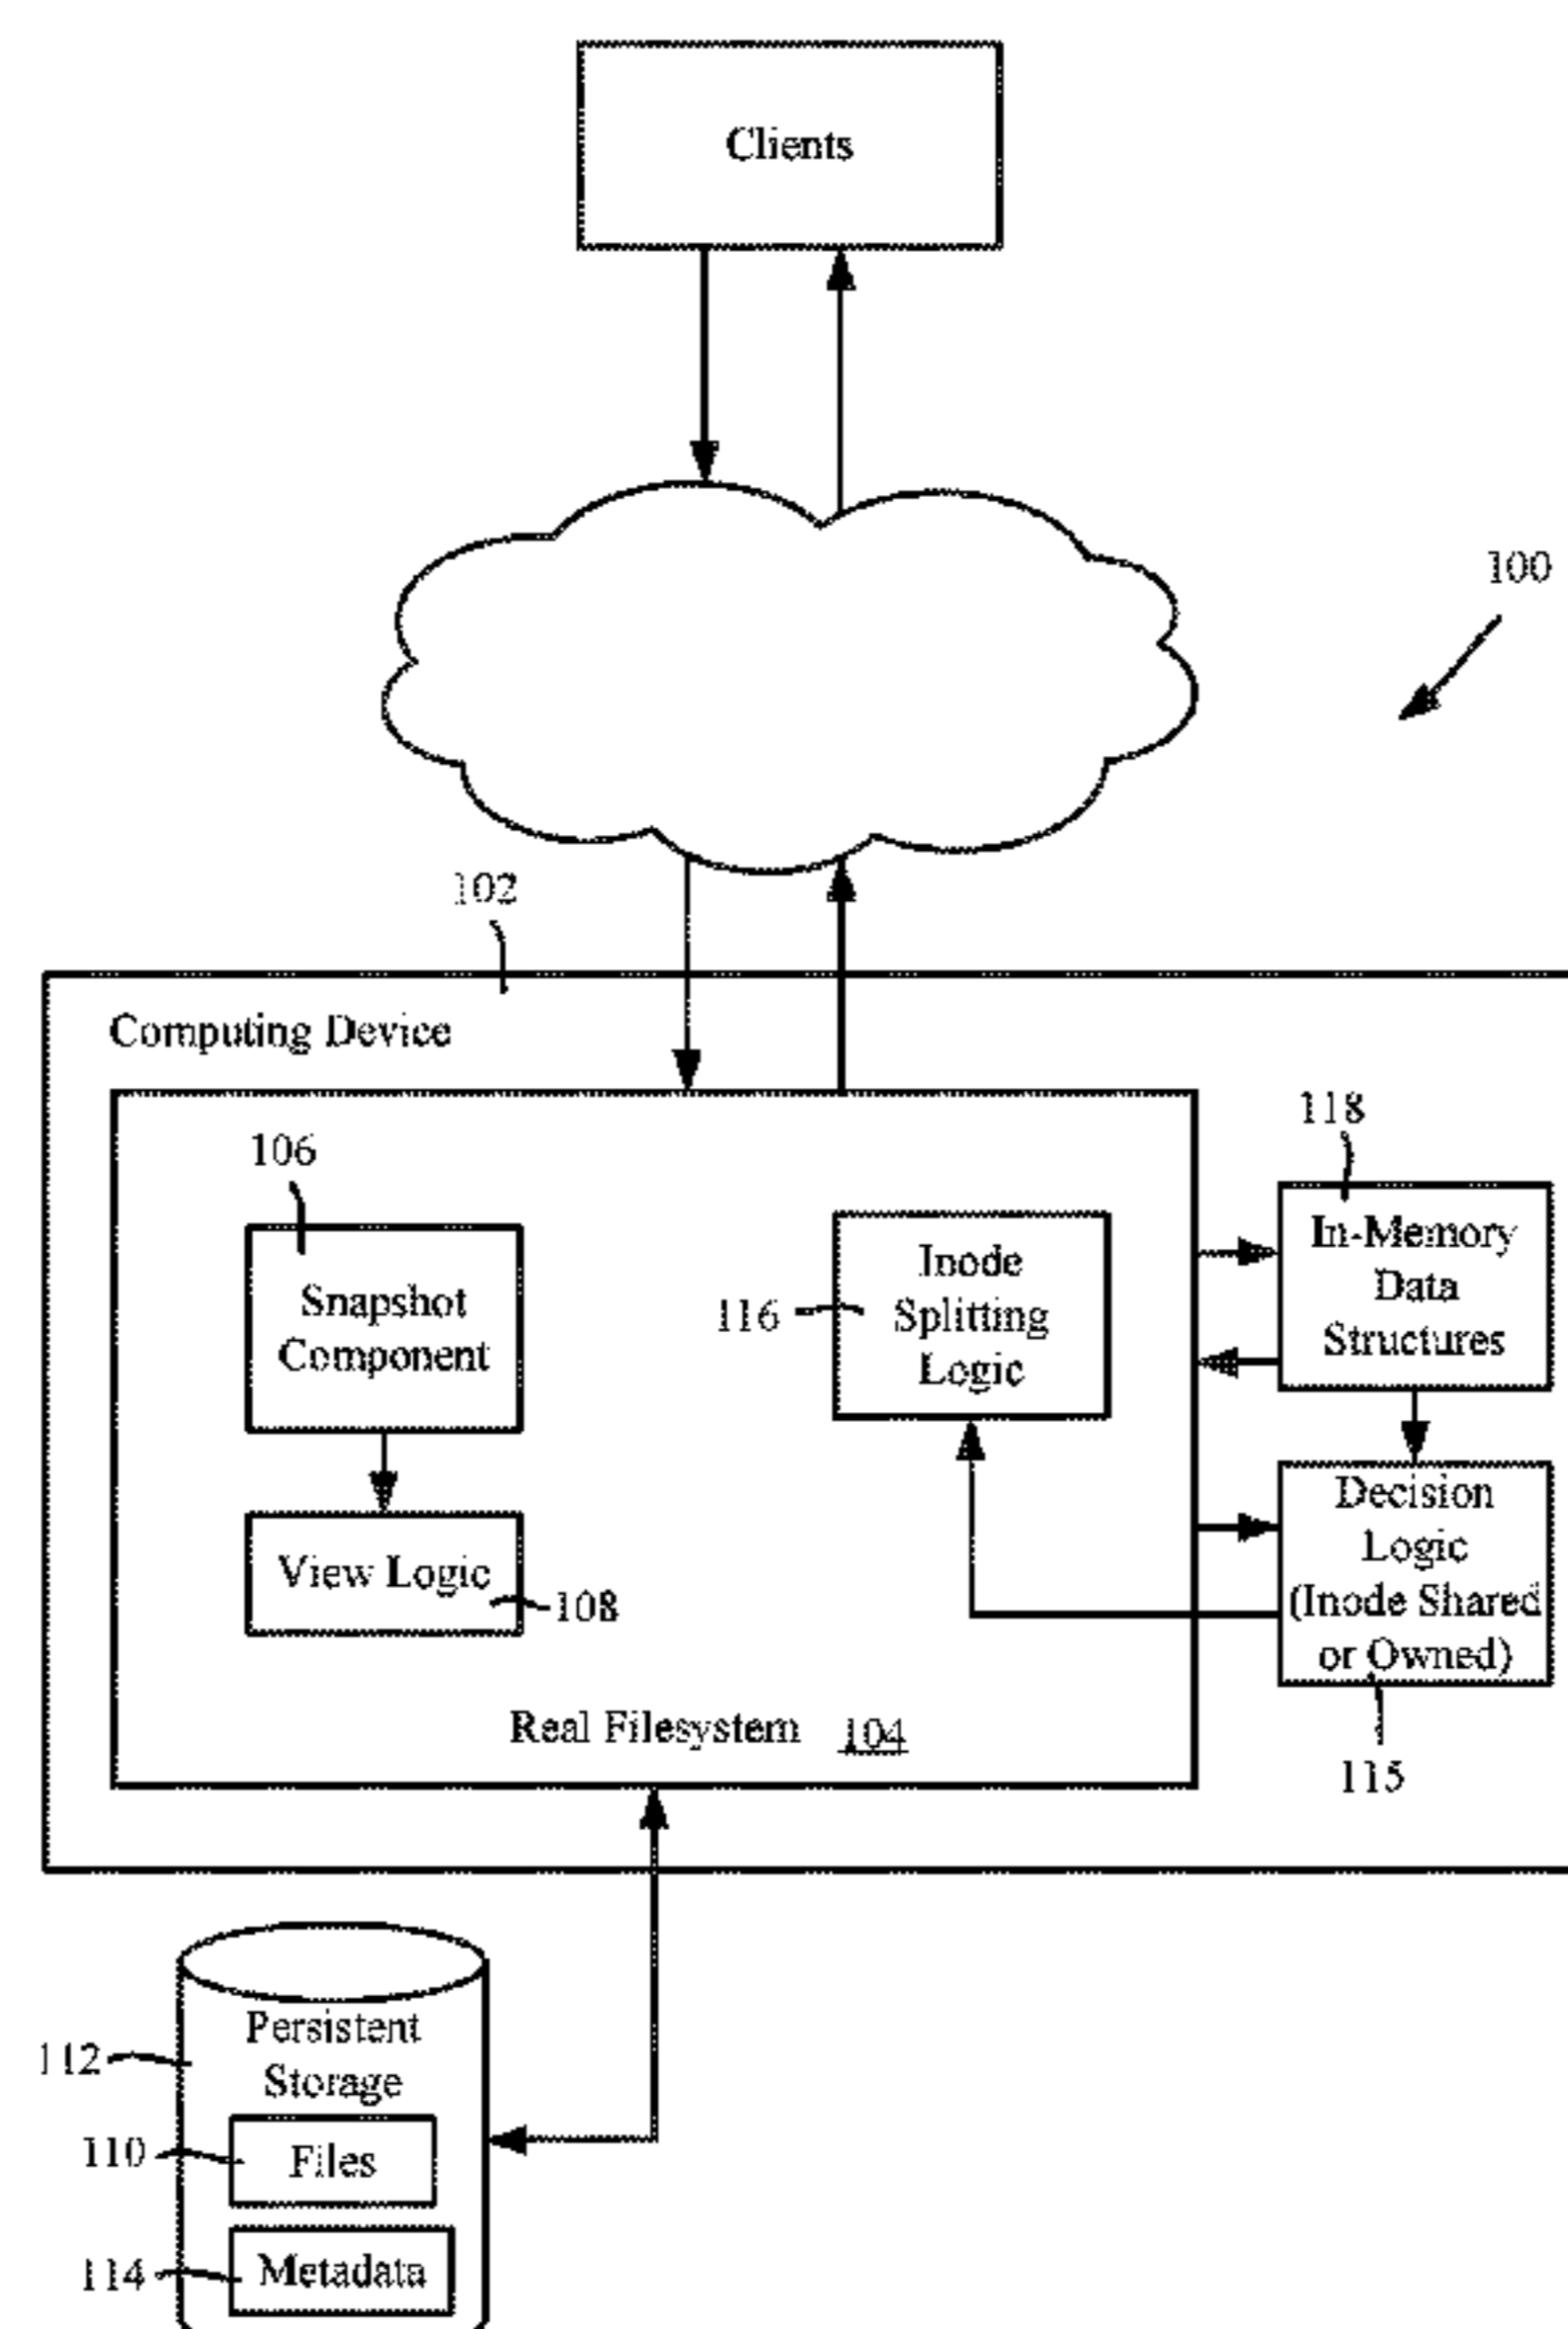 Clients
100
102
Computing Device
118
106
In-Memory
Data
Structures
Inode
Splitting
Logic
116
Snapshot
Component
Decision
Logic
(Inode Shared
or Owned)
View Logic
108
Real Filesystem 104
115
Persistent
Storage
112
110
Files
114
Metadata